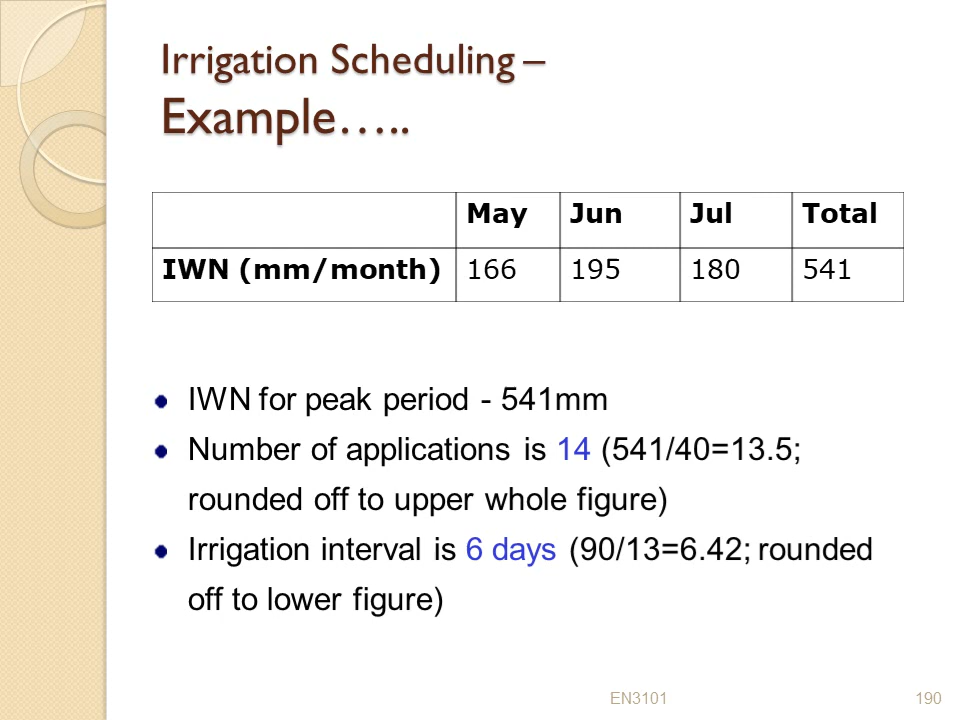 Irrigation Scheduling –
Example…..
May Jun Jul Total
IWN (mm/month) 166 195 180 541
IWN for peak period - 541mm
Number of applications is 14 (541/40=13.5;
rounded off to upper whole figure)
Irrigation interval is 6 days (90/13=6.42; rounded
off to lower figure)
EN3101 190